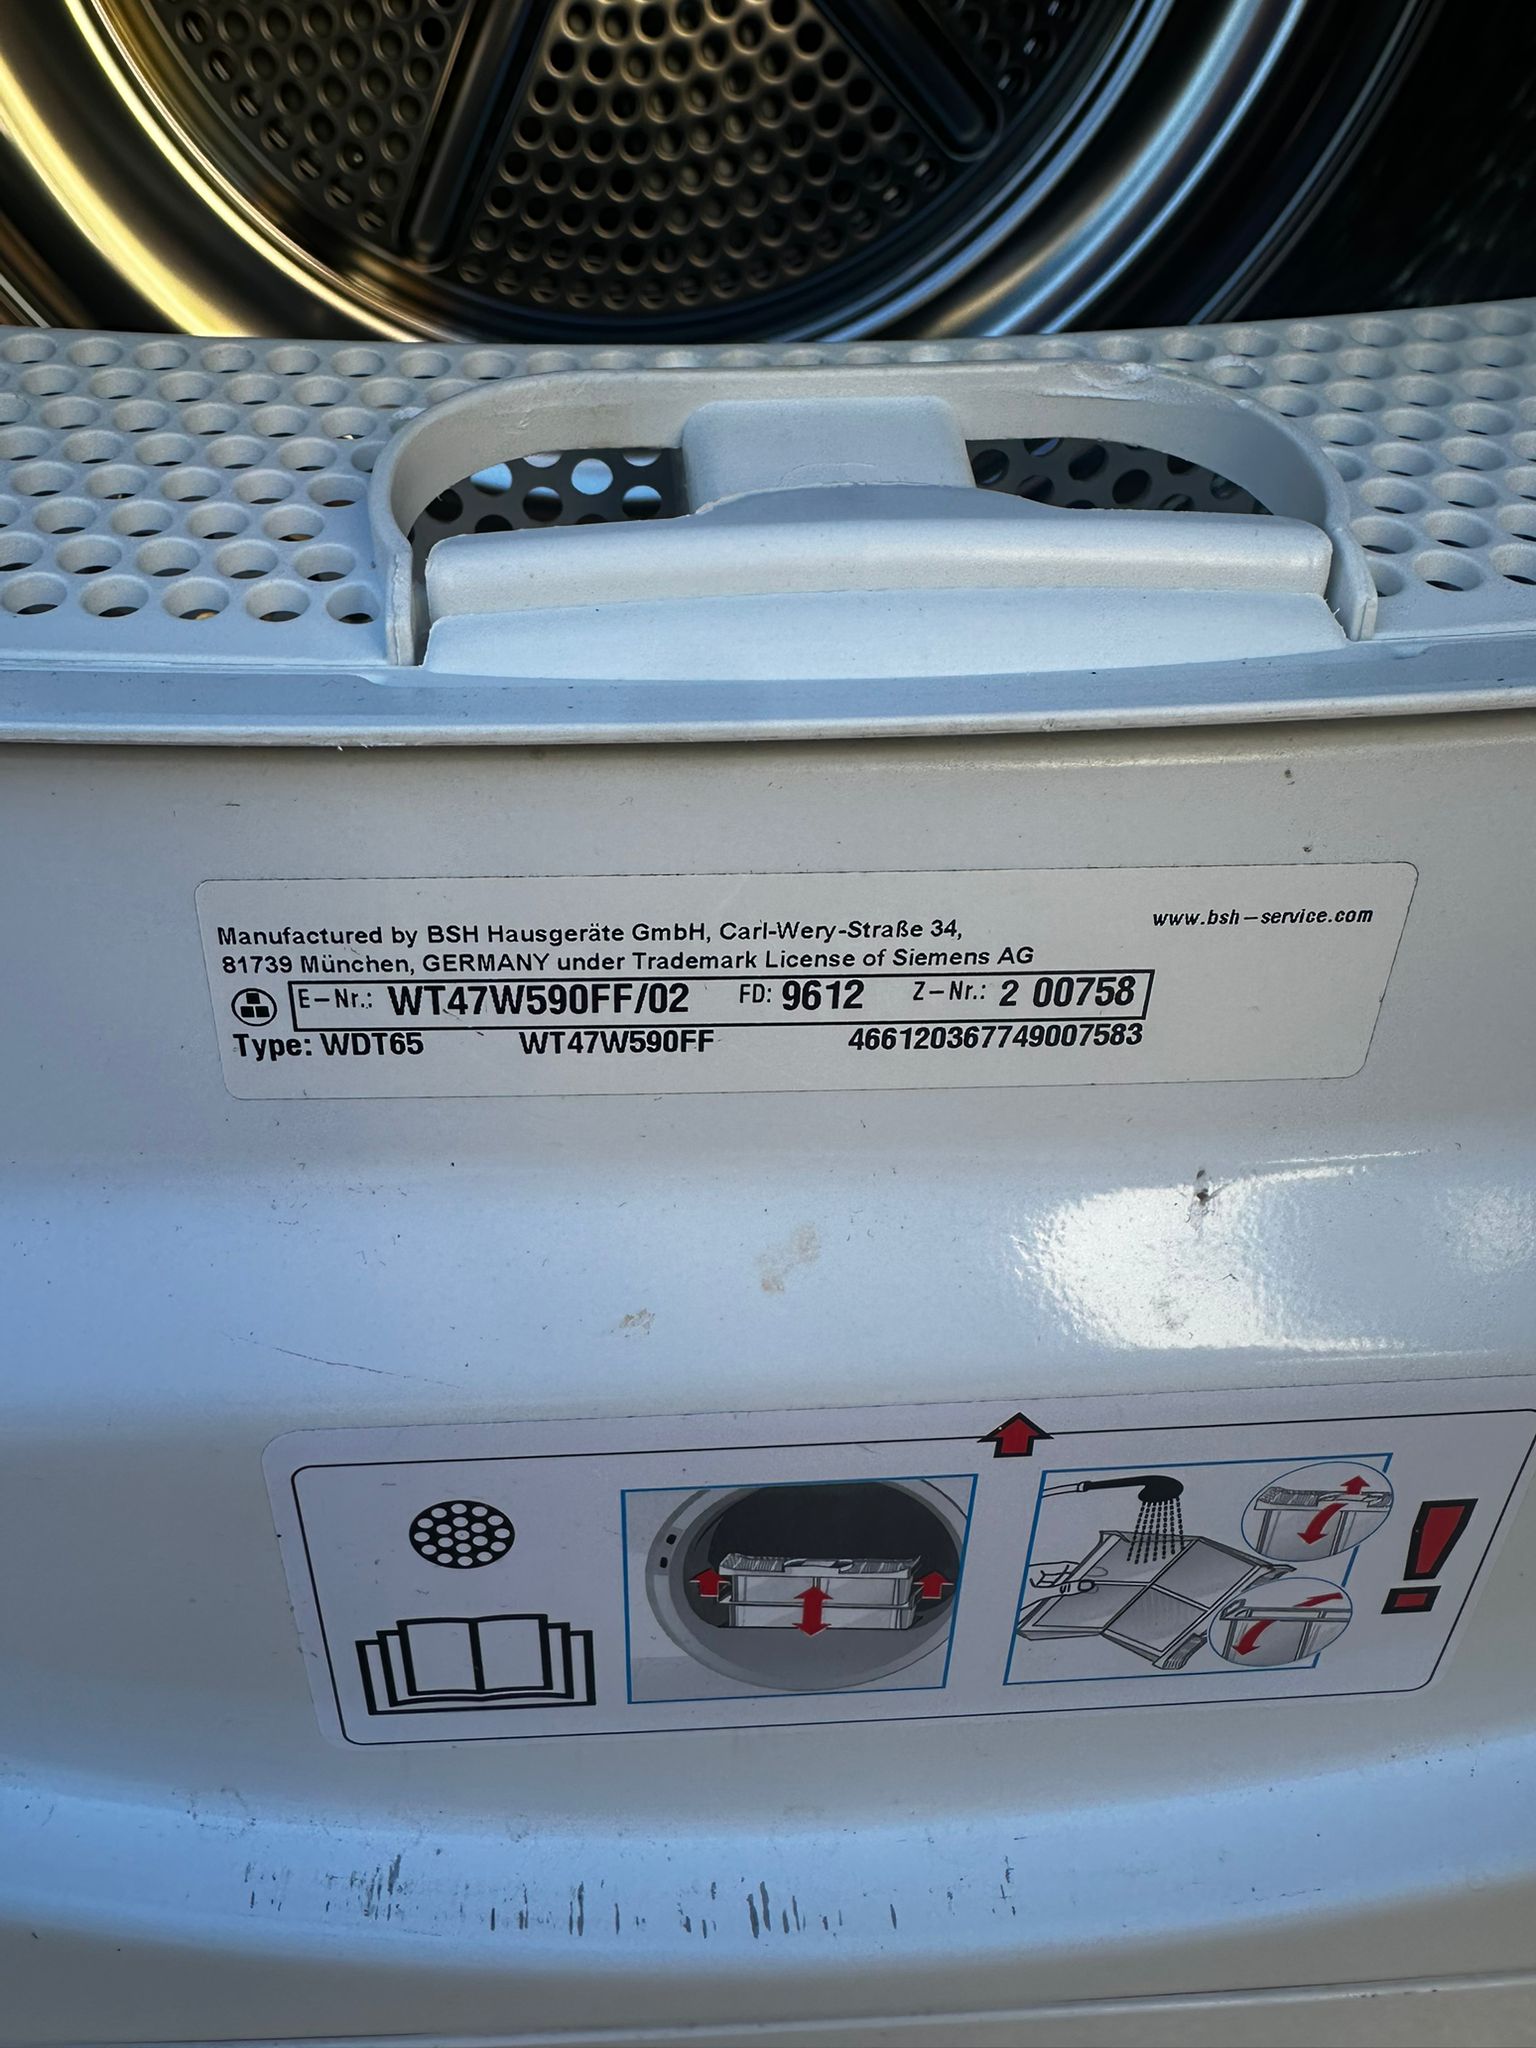 Manufactured by BSH Hausgeräte GmbH, Carl-Wery-Straße 34,
www.bsh-service.com
81739 München, GERMANY under Trademark License of Siemens AG
E-Nr.: WT47W590FF/02 FD: 9612 Z-Nr.: 2 00758
Type: WDT65 WT47W590FF 466120367749007583